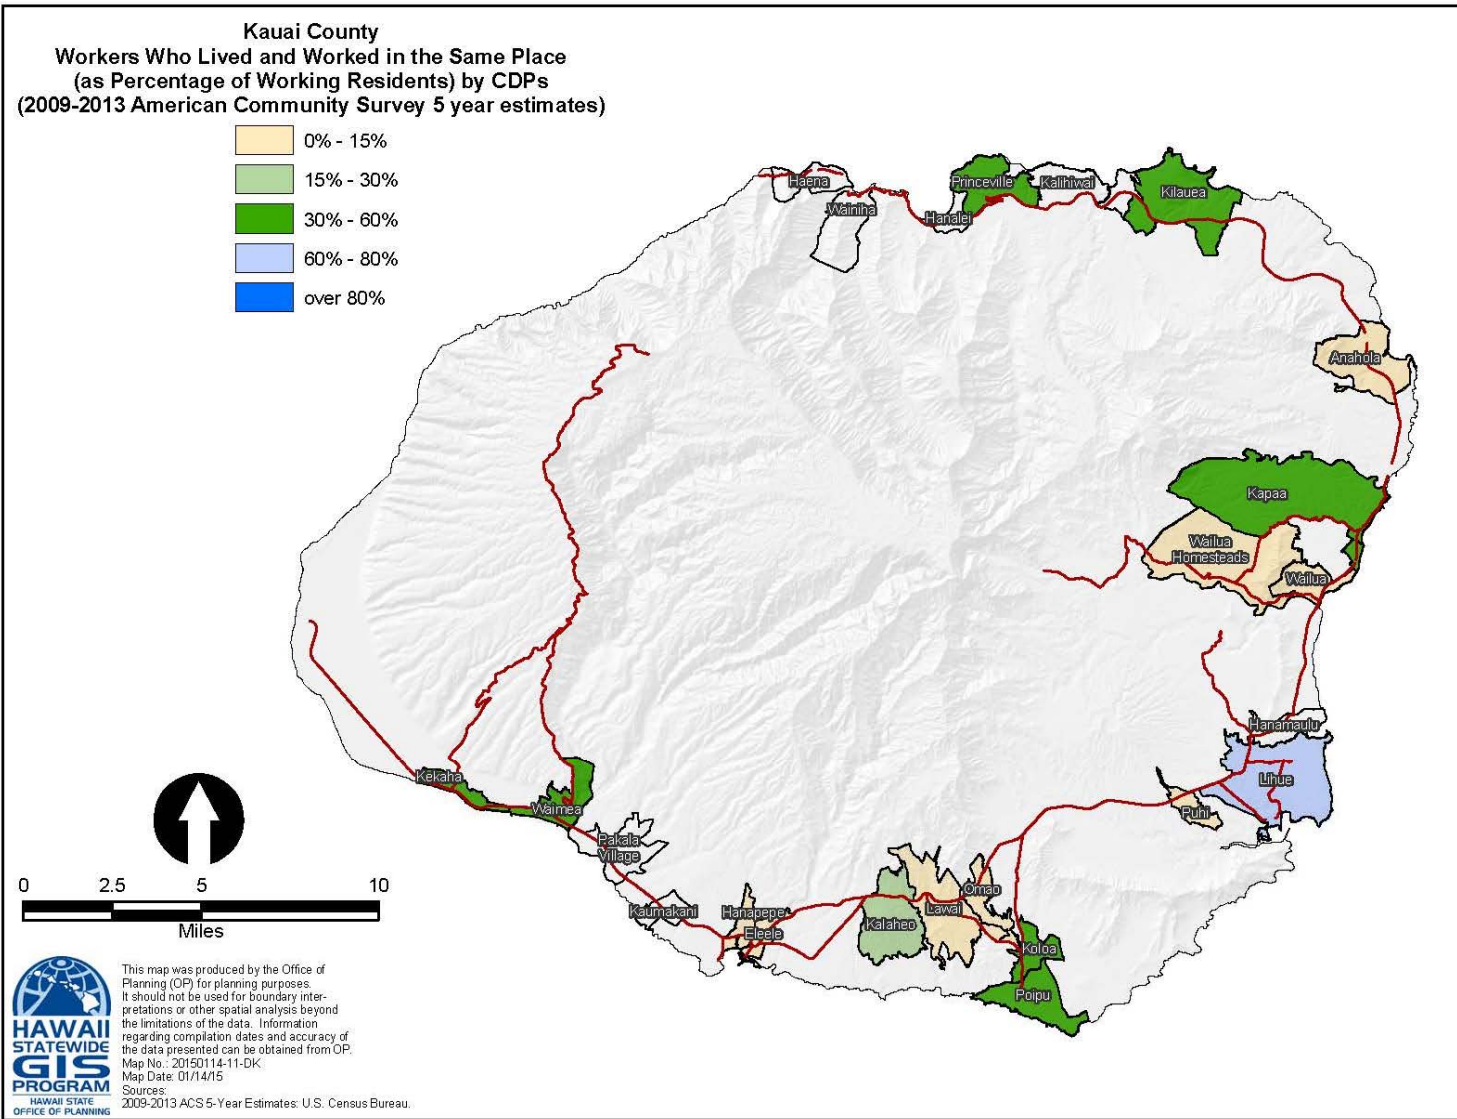 Kauai County
Workers Who Lived and Worked in the Same Place
(as Percentage of Working Residents) by CDPs
(2009-2013 American Community Survey 5 year estimates)
0% - 15%
15% - 30%
30% - 60%
60% - 80%
over 80%
Haena
Wainiha
Hanalei
Princeville
Kalihiwai
Kilauea
Anahola
Kapaa
Wailua
Homesteads
Wailua
Hanamaulu
Lihue
Puhi
Kekaha
Waimea
Pakala
Village
Kaumakani
Hanapepe
Eleele
Kalaheo
Lawai
Omao
Koloa
Poipu
0 2.5 5 10
Miles
This map was produced by the Office of
Planning (OP) for planning purposes.
It should not be used for boundary inter-
pretations or other spatial analysis beyond
the limitations of the data. Information
regarding compilation dates and accuracy of
the data presented can be obtained from OP.
Map No.: 20150114-11-DK
Map Date: 01/14/15
Sources:
2009-2013 ACS 5-Year Estimates: U.S. Census Bureau.
HAWAII
STATEWIDE
GIS
PROGRAM
HAWAII STATE
OFFICE OF PLANNING